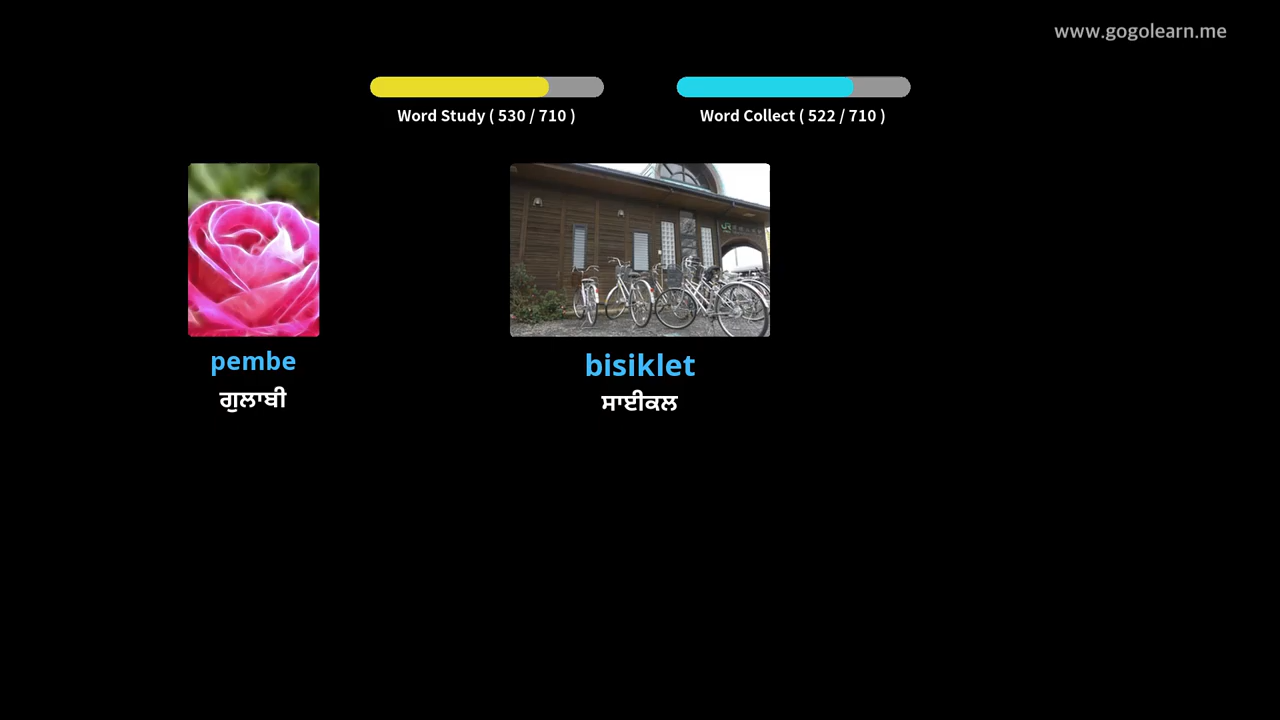 www.gogolearn.me
Word Study ( 530 / 710 )
Word Collect ( 522 / 710 )
pembe
ਗੁਲਾਬੀ
bisiklet
ਸਾਈਕਲ